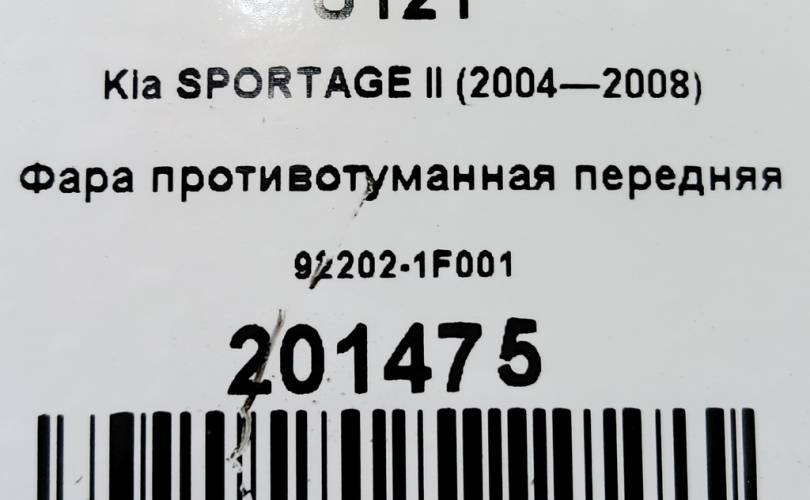 Kia SPORTAGE II (2004—2008)
Фара противотуманная передняя
92202-1F001
201475